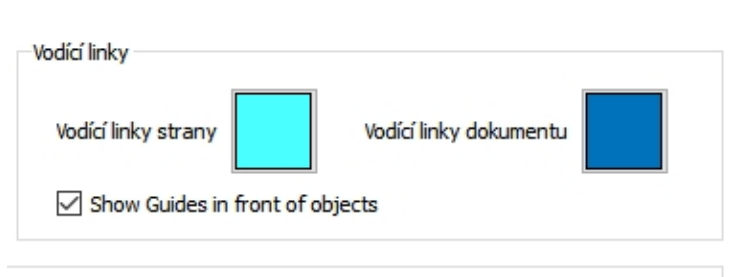 Vodící linky
Vodící linky strany
Vodící linky dokumentu
Show Guides in front of objects